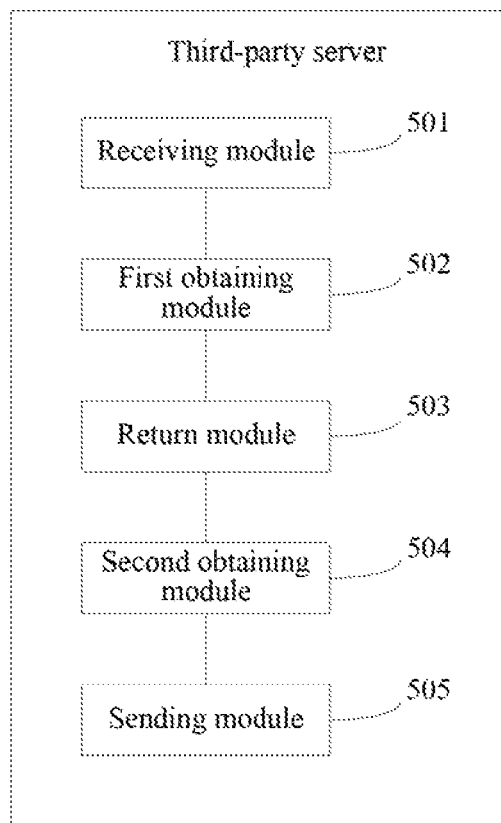 Third-party server
501
Receiving module
502
First obtaining
module
503
Return module
504
Second obtaining
module
505
Sending module